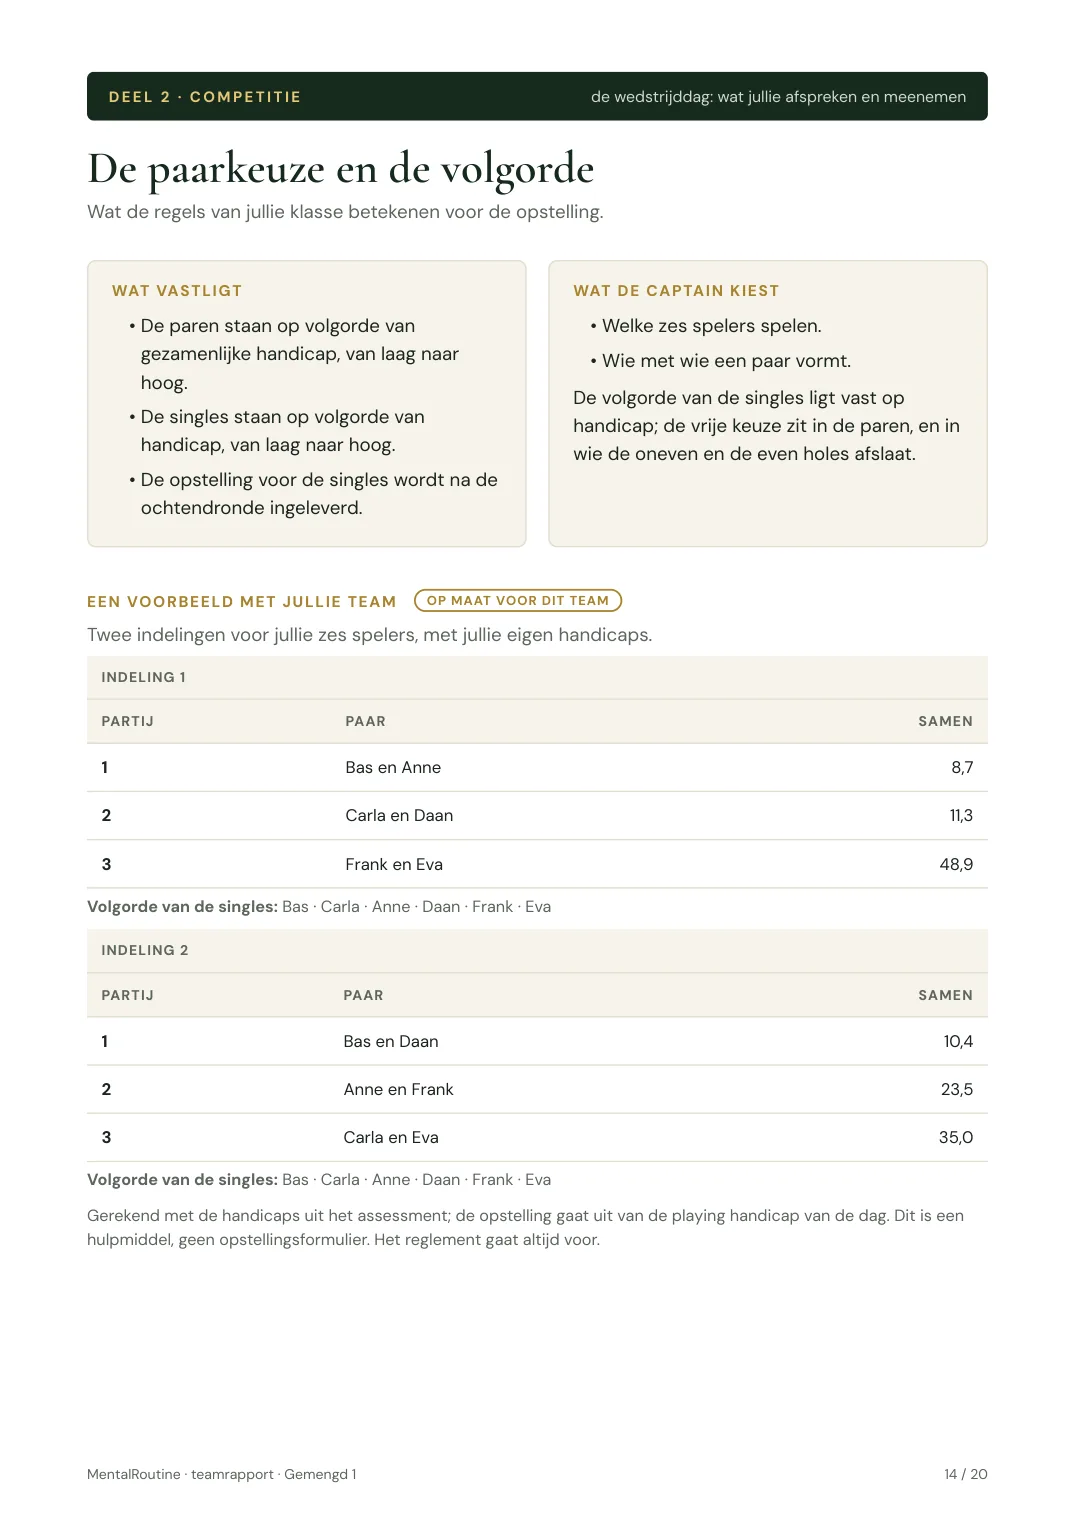 DEEL 2 · COMPETITIE
de wedstrijddag: wat jullie afspreken en meenemen
De paarkeuze en de volgorde
Wat de regels van jullie klasse betekenen voor de opstelling.
WAT VASTLIGT
• De paren staan op volgorde van
gezamenlijke handicap, van laag naar
hoog.
• De singles staan op volgorde van
handicap, van laag naar hoog.
• De opstelling voor de singles wordt na de
ochtendronde ingeleverd.
WAT DE CAPTAIN KIEST
• Welke zes spelers spelen.
• Wie met wie een paar vormt.
De volgorde van de singles ligt vast op
handicap; de vrije keuze zit in de paren, en in
wie de oneven en de even holes afslaat.
EEN VOORBEELD MET JULLIE TEAM OP MAAT VOOR DIT TEAM
Twee indelingen voor jullie zes spelers, met jullie eigen handicaps.
INDELING 1
PARTIJ PAAR SAMEN
1 Bas en Anne 8,7
2 Carla en Daan 11,3
3 Frank en Eva 48,9
Volgorde van de singles: Bas · Carla · Anne · Daan · Frank · Eva
INDELING 2
PARTIJ PAAR SAMEN
1 Bas en Daan 10,4
2 Anne en Frank 23,5
3 Carla en Eva 35,0
Volgorde van de singles: Bas · Carla · Anne · Daan · Frank · Eva
Gerekend met de handicaps uit het assessment; de opstelling gaat uit van de playing handicap van de dag. Dit is een
hulpmiddel, geen opstellingsformulier. Het reglement gaat altijd voor.
MentalRoutine · teamrapport · Gemengd 1
14 / 20